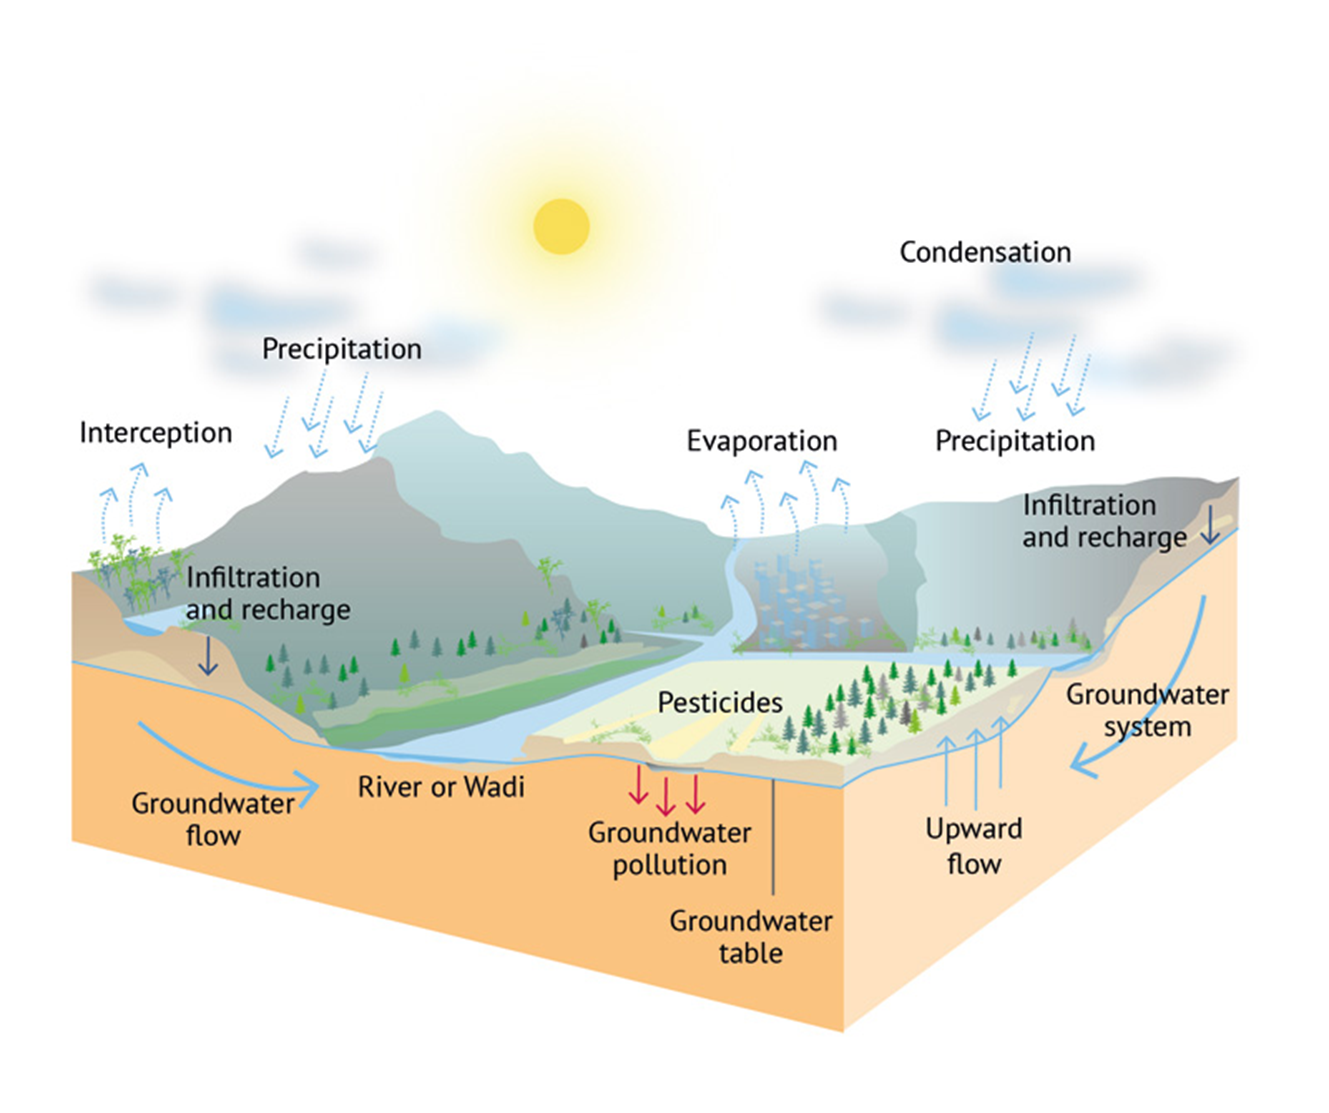 Condensation
Precipitation
Interception
Evaporation
Precipitation
Infiltration
and recharge
Infiltration
and recharge
Pesticides
Groundwater
system
River or Wadi
Groundwater
flow
Groundwater
pollution
Upward
flow
Groundwater
table